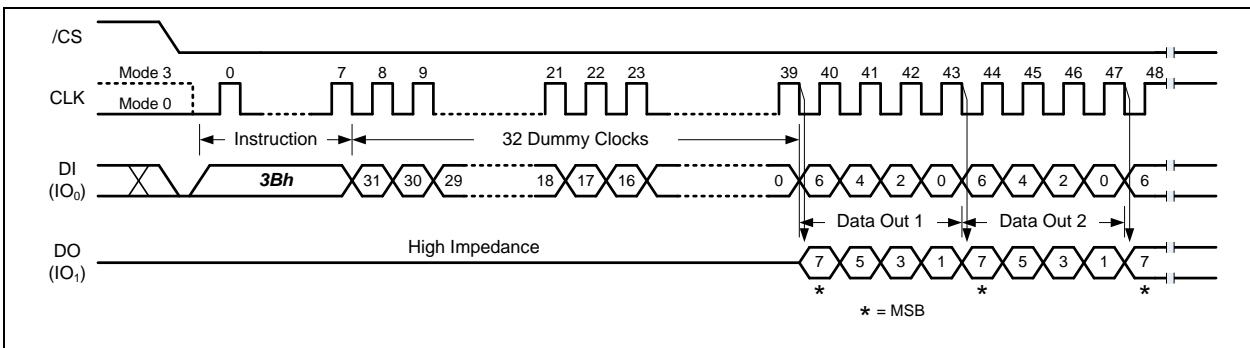 /CS
Mode 3 0 7 8 9 21 22 23 39 40 41 42 43 44 45 46 47 48
CLK
Mode 0
Instruction 32 Dummy Clocks
DI
(IO0)
3Bh 31 30 29 18 17 16 0 6 4 2 0 6 4 2 0 6
Data Out 1 Data Out 2
High Impedance
DO
(IO1)
7 5 3 1 7 5 3 1 7
* * *
* = MSB